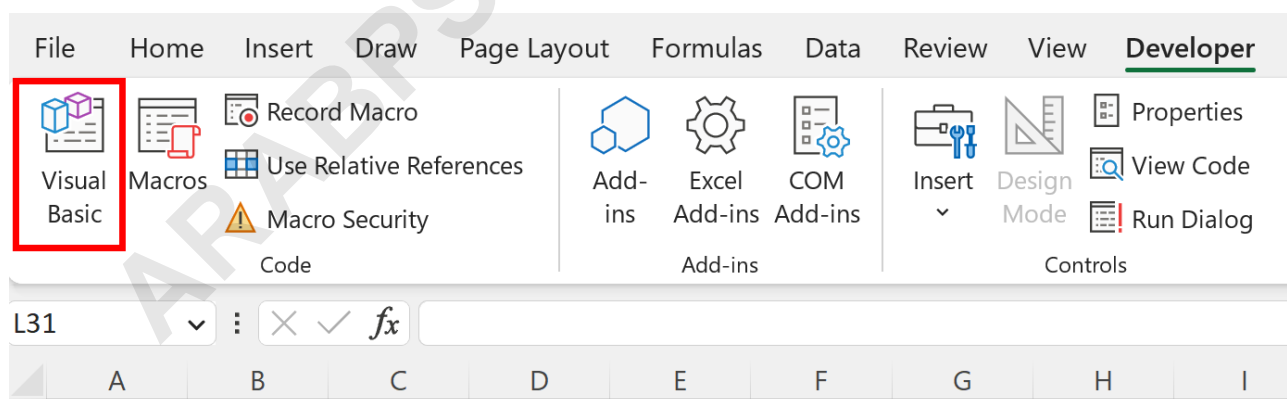 File Home Insert Draw Page Layout Formulas Data Review View Developer
Visual Basic
Macros
Record Macro
Use Relative References
Macro Security
Code
Add-ins
Excel Add-ins
COM Add-ins
Add-ins
Insert
Design Mode
Properties
View Code
Run Dialog
Controls
L31
fx
A B C D E F G H I
ARABPS